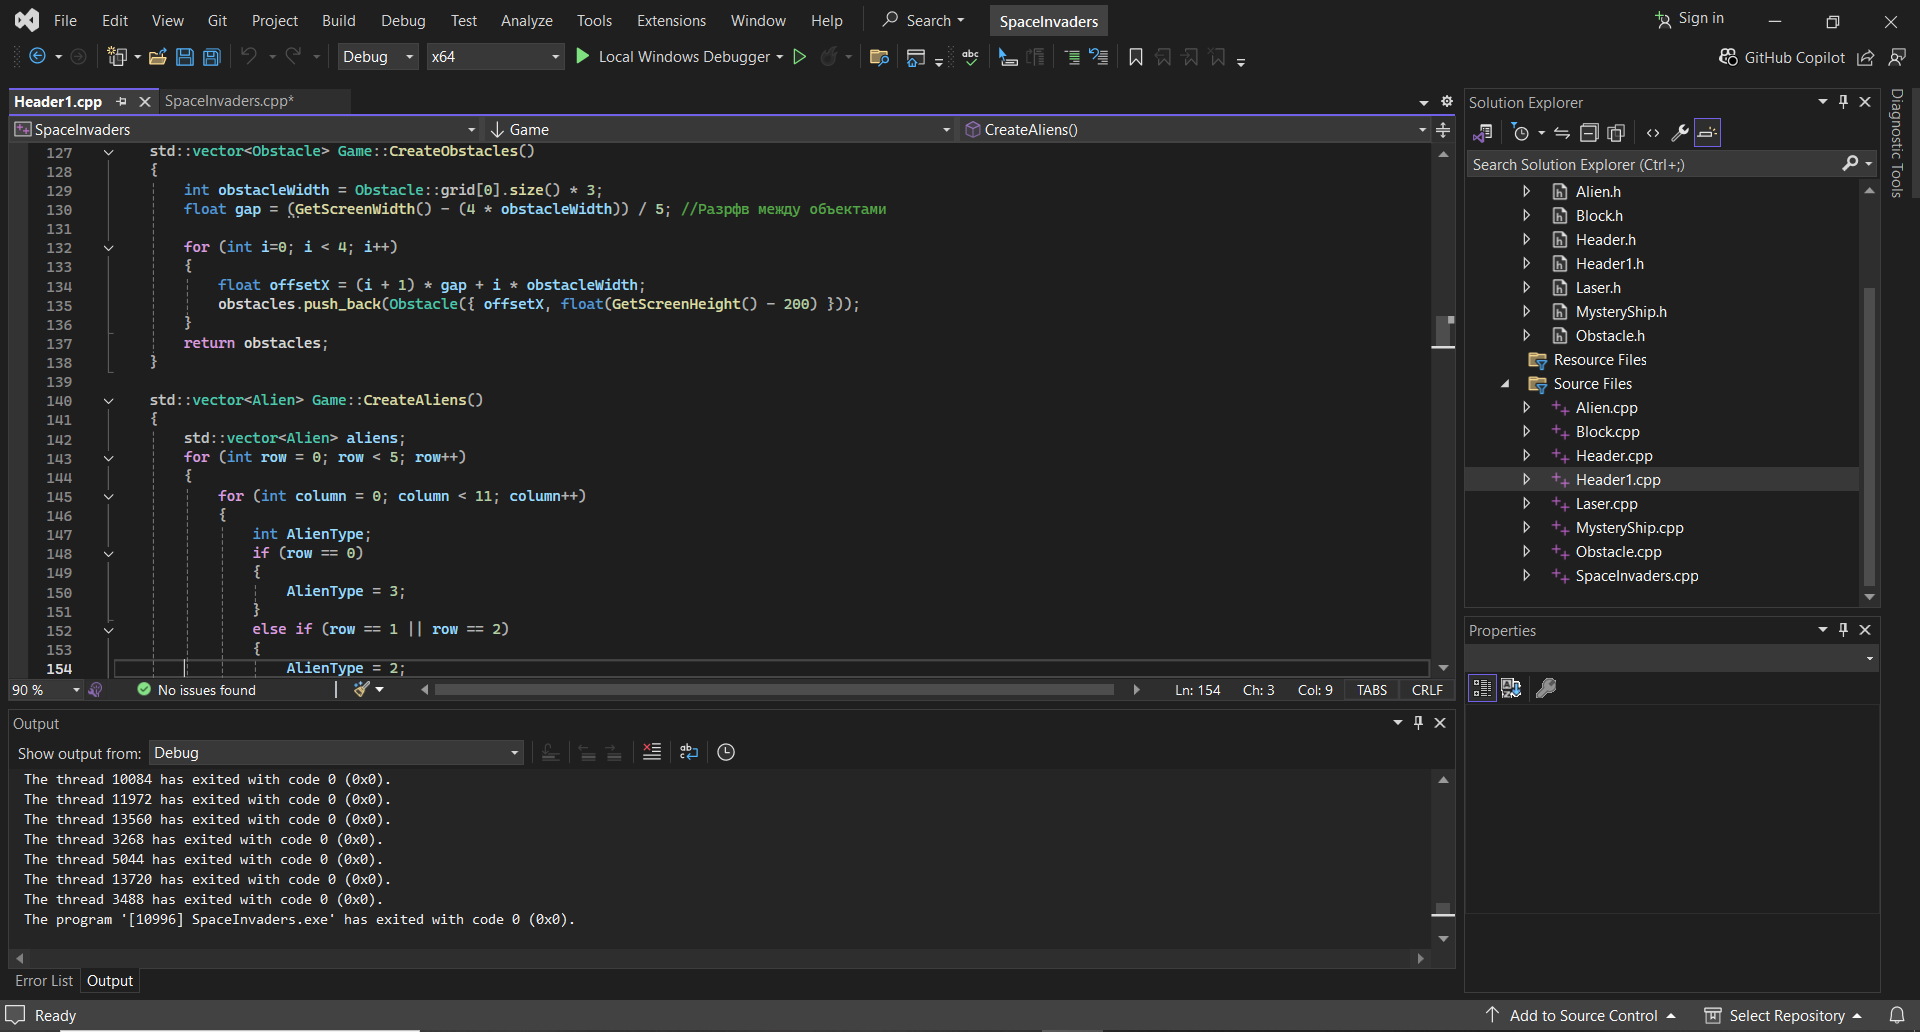 File Edit View Git Project Build Debug Test Analyze Tools Extensions Window Help Search SpaceInvaders Sign in
Debug x64 Local Windows Debugger GitHub Copilot
Header1.cpp SpaceInvaders.cpp*
SpaceInvaders Game CreateAliens()
127 std::vector<Obstacle> Game::CreateObstacles()
128 {
129 int obstacleWidth = Obstacle::grid[0].size() * 3;
130 float gap = (GetScreenWidth() - (4 * obstacleWidth)) / 5; //Разрфв между объектами
131
132 for (int i=0; i < 4; i++)
133 {
134 float offsetX = (i + 1) * gap + i * obstacleWidth;
135 obstacles.push_back(Obstacle({ offsetX, float(GetScreenHeight() - 200) }));
136 }
137 return obstacles;
138 }
139
140 std::vector<Alien> Game::CreateAliens()
141 {
142 std::vector<Alien> aliens;
143 for (int row = 0; row < 5; row++)
144 {
145 for (int column = 0; column < 11; column++)
146 {
147 int AlienType;
148 if (row == 0)
149 {
150 AlienType = 3;
151 }
152 else if (row == 1 || row == 2)
153 {
154 AlienType = 2;
90 % No issues found Ln: 154 Ch: 3 Col: 9 TABS CRLF
Output
Show output from: Debug
The thread 10084 has exited with code 0 (0x0).
The thread 11972 has exited with code 0 (0x0).
The thread 13560 has exited with code 0 (0x0).
The thread 3268 has exited with code 0 (0x0).
The thread 5044 has exited with code 0 (0x0).
The thread 13720 has exited with code 0 (0x0).
The thread 3488 has exited with code 0 (0x0).
The program '[10996] SpaceInvaders.exe' has exited with code 0 (0x0).
Error List Output
Solution Explorer
Search Solution Explorer (Ctrl+;)
Alien.h
Block.h
Header.h
Header1.h
Laser.h
MysteryShip.h
Obstacle.h
Resource Files
Source Files
Alien.cpp
Block.cpp
Header.cpp
Header1.cpp
Laser.cpp
MysteryShip.cpp
Obstacle.cpp
SpaceInvaders.cpp
Properties
Diagnostic Tools
Ready Add to Source Control Select Repository